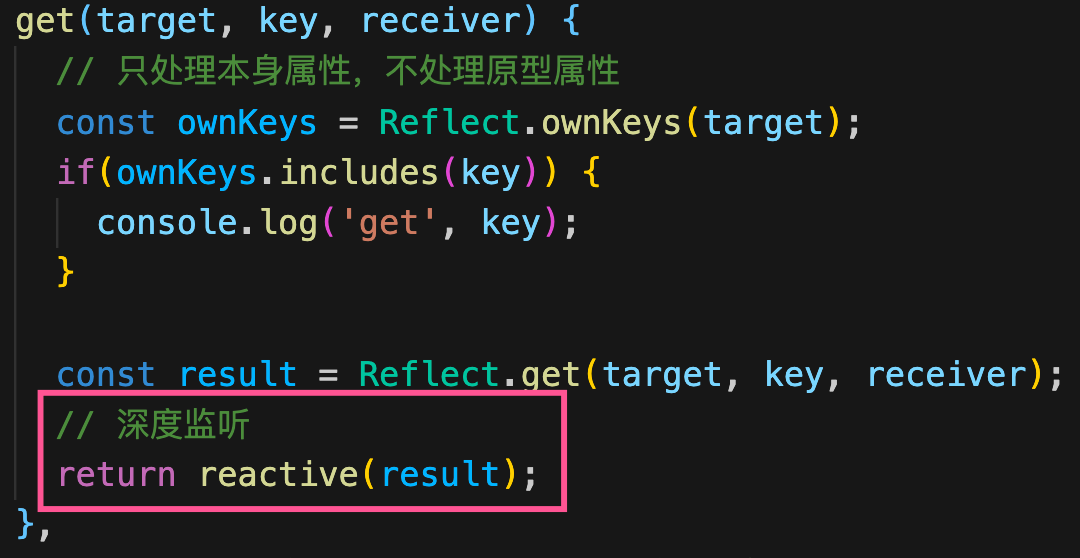 get(target, key, receiver) {
// 只处理本身属性，不处理原型属性
const ownKeys = Reflect.ownKeys(target);
if(ownKeys.includes(key)) {
console.log('get', key);
}
const result = Reflect.get(target, key, receiver);
// 深度监听
return reactive(result);
},